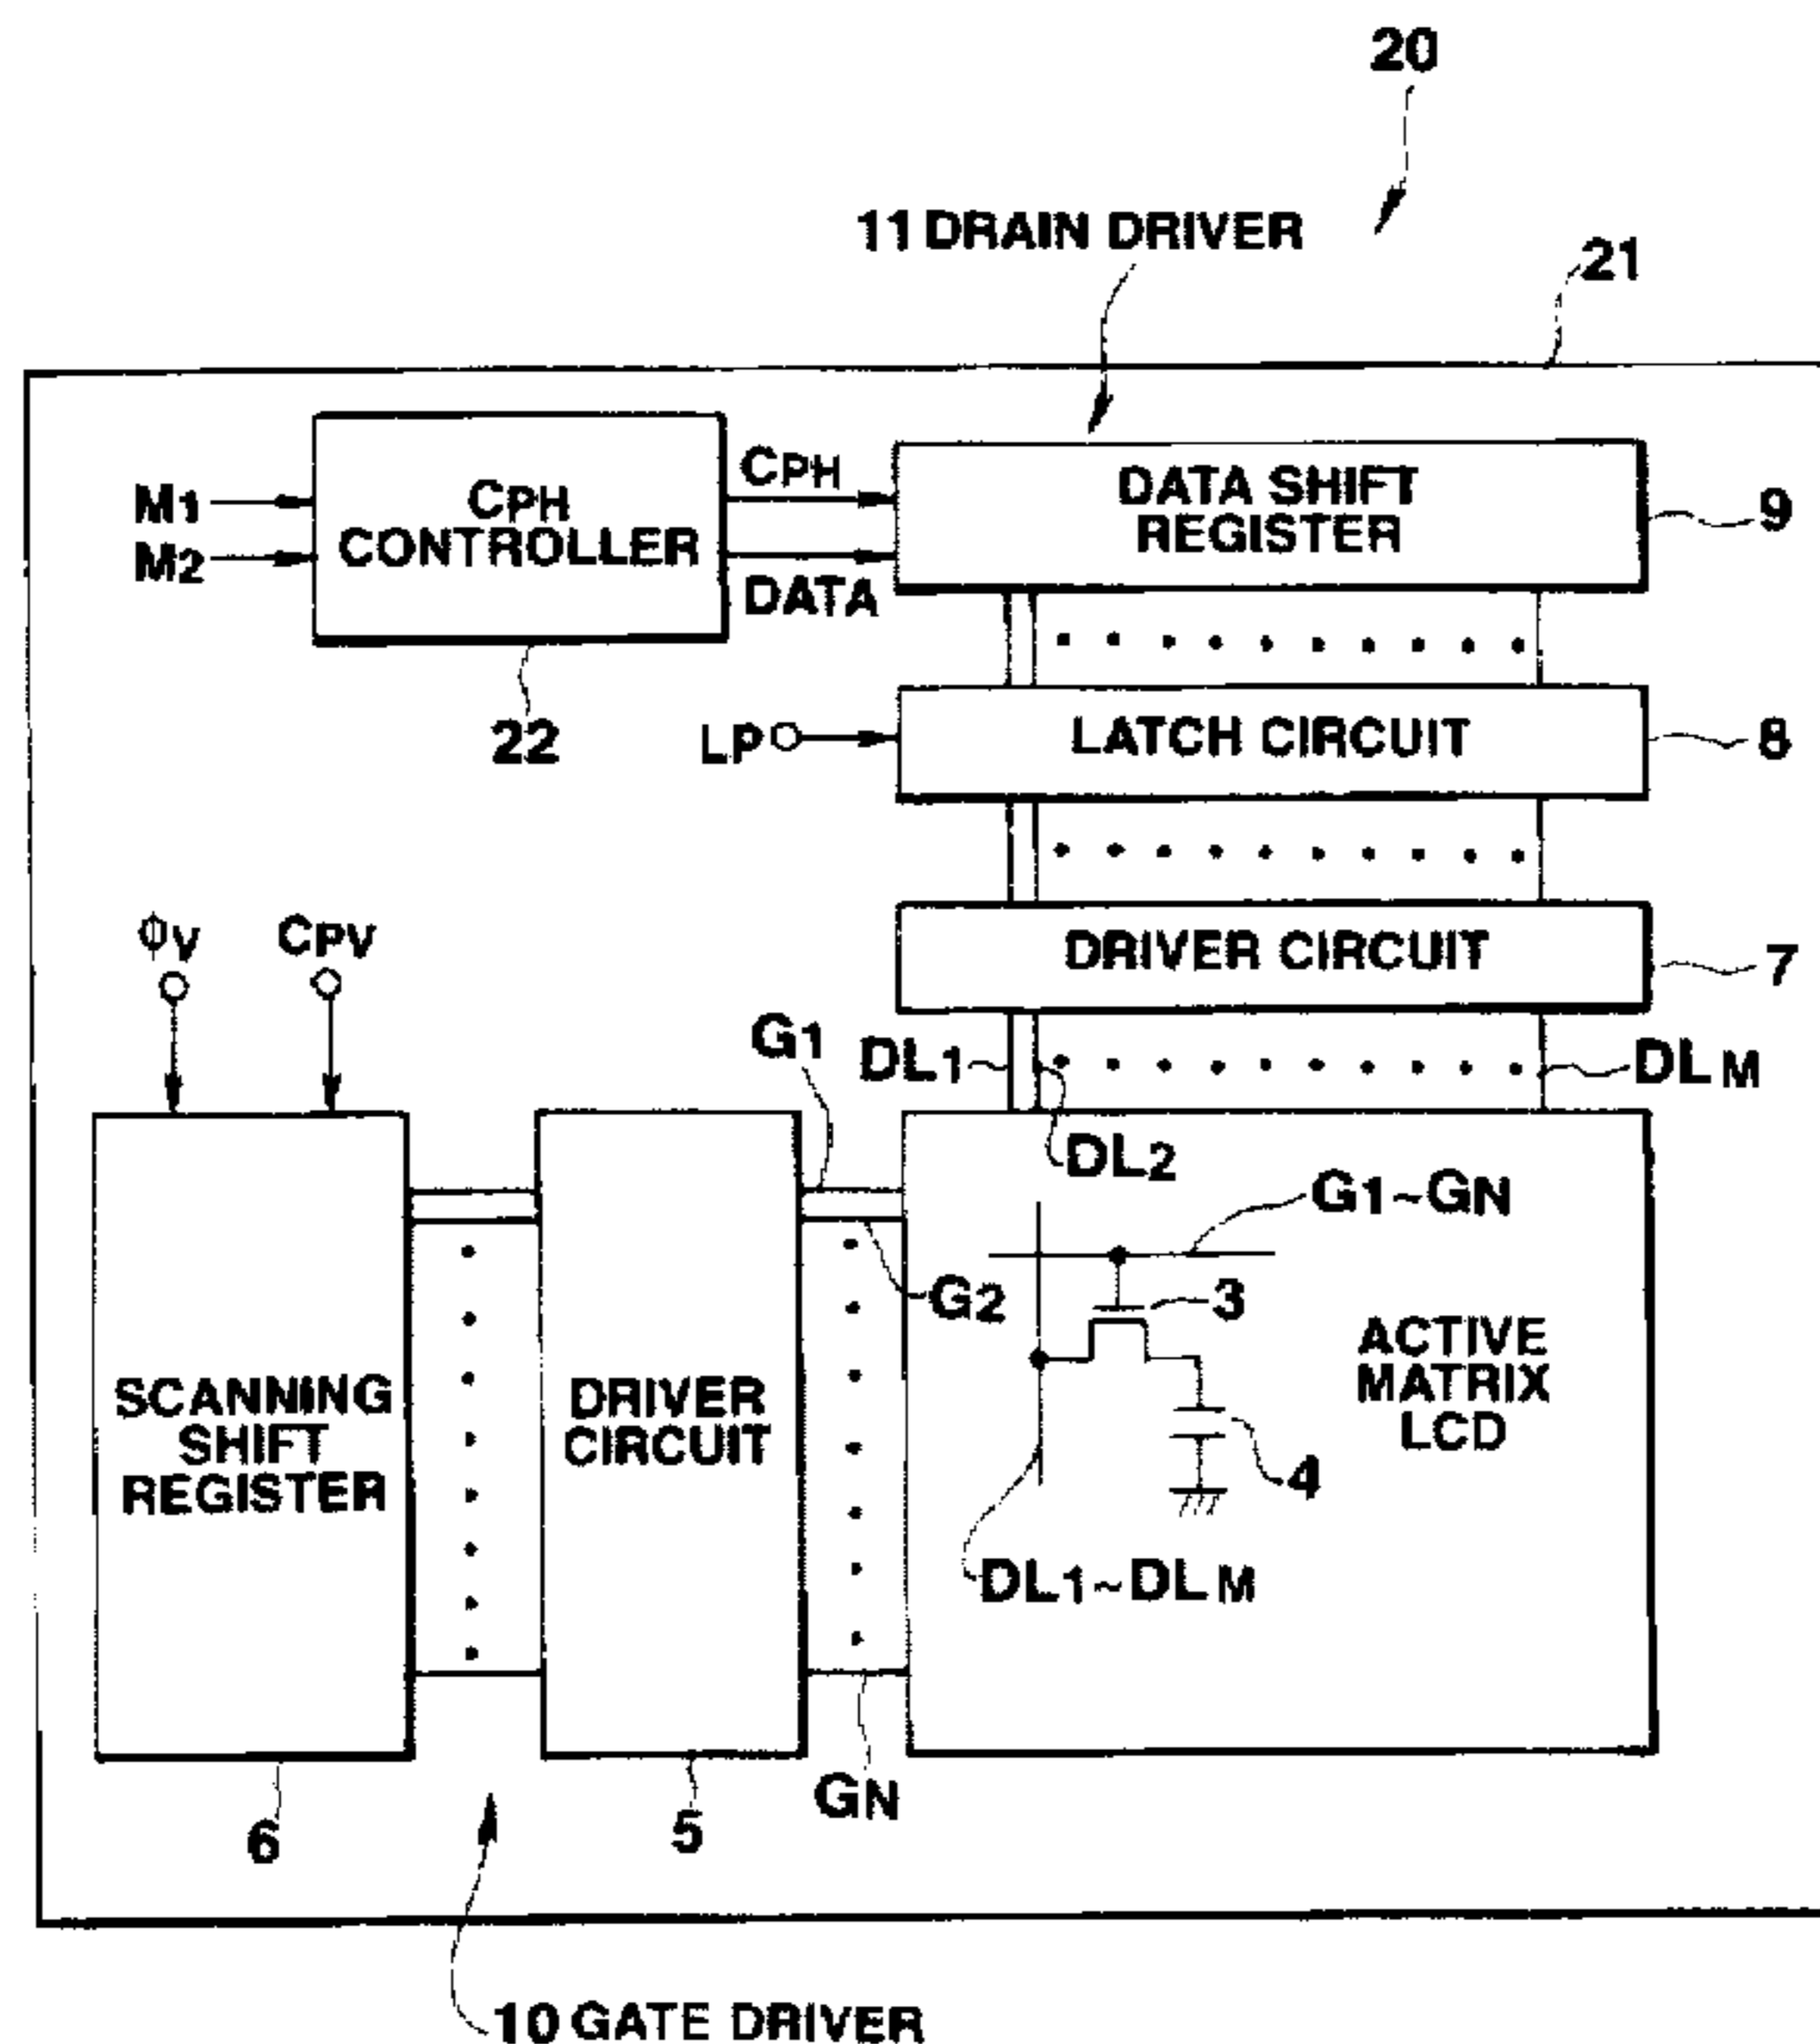 20
11 DRAIN DRIVER
21
M1
M2
CPH
CONTROLLER
CPH
DATA
DATA SHIFT
REGISTER
9
22
LP
LATCH CIRCUIT
8
ΦV
CPV
DRIVER CIRCUIT
7
G1
DL1
DLM
DL2
G1~GN
G2
3
SCANNING
SHIFT
REGISTER
DRIVER
CIRCUIT
ACTIVE
MATRIX
LCD
4
DL1~DLM
6
5
GN
10 GATE DRIVER